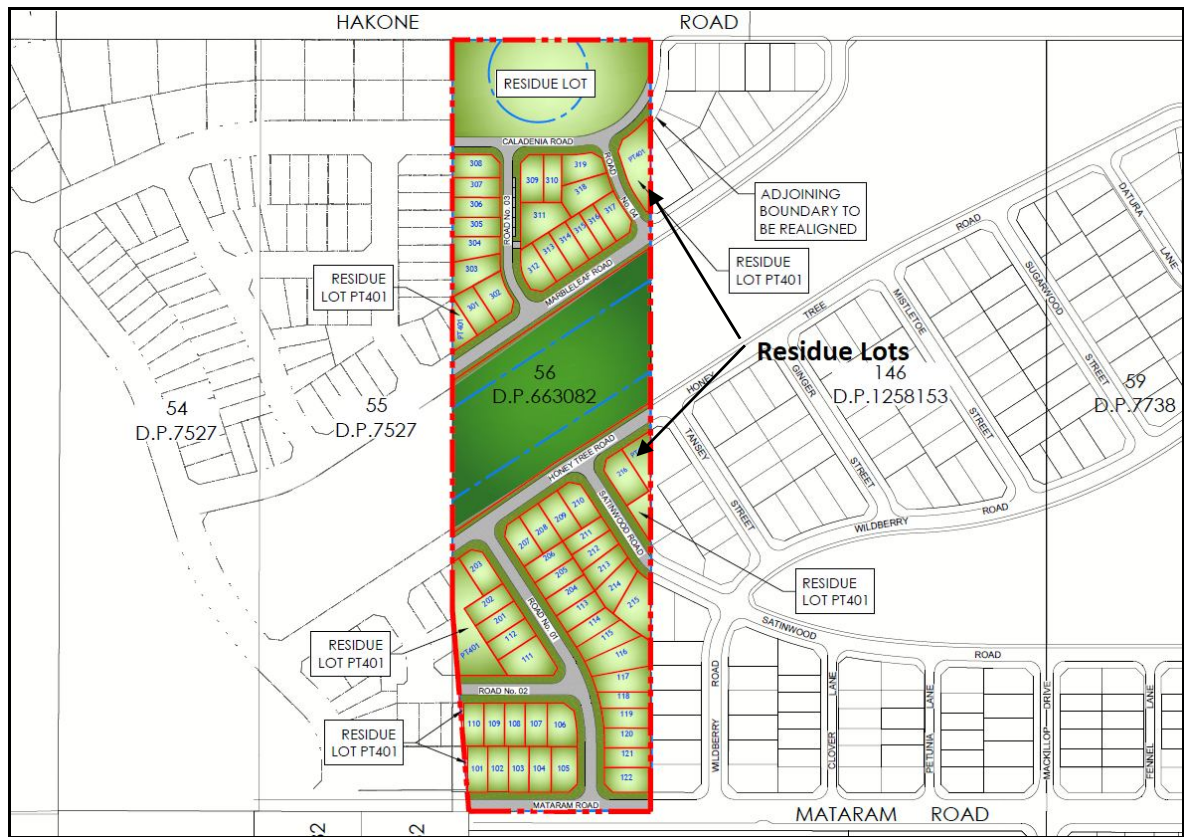 HAKONE ROAD
RESIDUE LOT
CALADENIA ROAD
308
307
306
305
304
303
302
301
PT401
ROAD No. 03
309
310
319
318
311
312
313
314
315
316
317
ROAD No. 04
PT401
ADJOINING
BOUNDARY TO
BE REALIGNED
RESIDUE
LOT PT401
RESIDUE
LOT PT401
MARBLELEAF ROAD
Residue Lots
54
D.P.7527
55
D.P.7527
56
D.P.663082
146
D.P.1258153
59
D.P.7738
HONEY TREE ROAD
DATURA LANE
SUGARWOOD STREET
MISTLETOE STREET
GINGER STREET
TANSEY STREET
WILDBERRY ROAD
HONEY TREE ROAD
216
SATINWOOD ROAD
203
202
201
112
111
PT401
207
208
209
210
206
211
205
212
204
213
113
214
114
215
115
116
117
118
119
120
121
122
ROAD No. 01
RESIDUE
LOT PT401
RESIDUE
LOT PT401
ROAD No. 02
110
109
108
107
106
RESIDUE
LOT PT401
101
102
103
104
105
MATARAM ROAD
SATINWOOD ROAD
WILDBERRY ROAD
CLOVER LANE
PETUNIA LANE
MACKILLOP DRIVE
FENNEL LANE
MATARAM ROAD